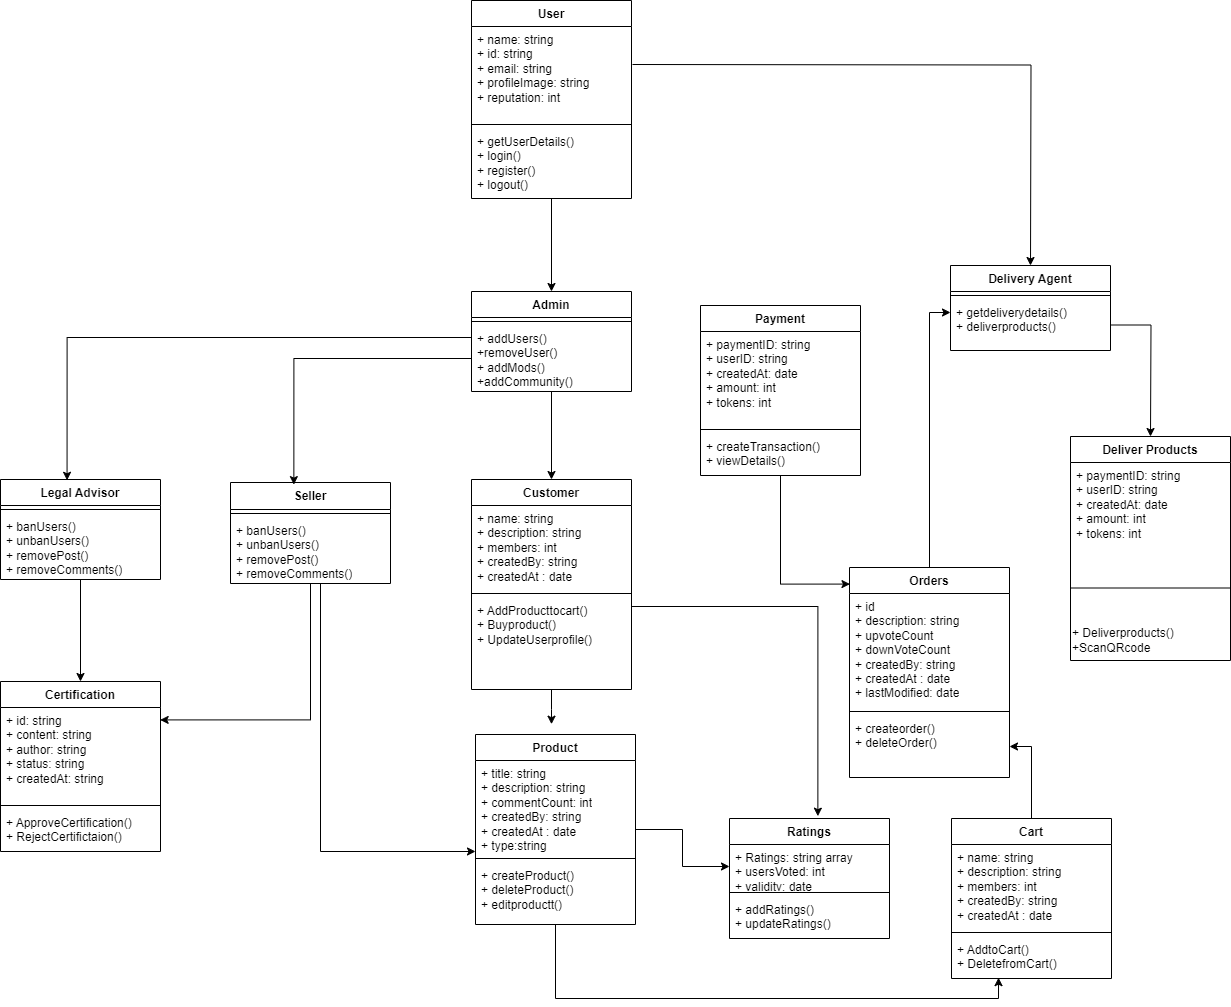 User
+ name: string
+ id: string
+ email: string
+ profileImage: string
+ reputation: int
+ getUserDetails()
+ login()
+ register()
+ logout()
Admin
+ addUsers()
+removeUser()
+ addMods()
+addCommunity()
Delivery Agent
+ getdeliverydetails()
+ deliverproducts()
Payment
+ paymentID: string
+ userID: string
+ createdAt: date
+ amount: int
+ tokens: int
+ createTransaction()
+ viewDetails()
Deliver Products
+ paymentID: string
+ userID: string
+ createdAt: date
+ amount: int
+ tokens: int
+ Deliverproducts()
+ScanQRcode
Legal Advisor
+ banUsers()
+ unbanUsers()
+ removePost()
+ removeComments()
Seller
+ banUsers()
+ unbanUsers()
+ removePost()
+ removeComments()
Customer
+ name: string
+ description: string
+ members: int
+ createdBy: string
+ createdAt : date
+ AddProducttocart()
+ Buyproduct()
+ UpdateUserprofile()
Orders
+ id
+ description: string
+ upvoteCount
+ downVoteCount
+ createdBy: string
+ createdAt : date
+ lastModified: date
+ createorder()
+ deleteOrder()
Certification
+ id: string
+ content: string
+ author: string
+ status: string
+ createdAt: string
+ ApproveCertification()
+ RejectCertifictaion()
Product
+ title: string
+ description: string
+ commentCount: int
+ createdBy: string
+ createdAt : date
+ type:string
+ createProduct()
+ deleteProduct()
+ editproductt()
Ratings
+ Ratings: string array
+ usersVoted: int
+ validity: date
+ addRatings()
+ updateRatings()
Cart
+ name: string
+ description: string
+ members: int
+ createdBy: string
+ createdAt : date
+ AddtoCart()
+ DeletefromCart()